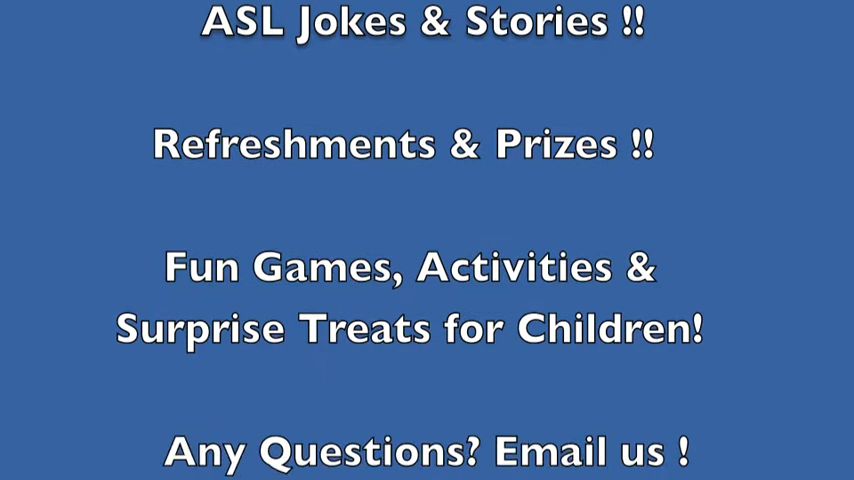 ASL Jokes & Stories !!
Refreshments & Prizes !!
Fun Games, Activities &
Surprise Treats for Children!
Any Questions? Email us !